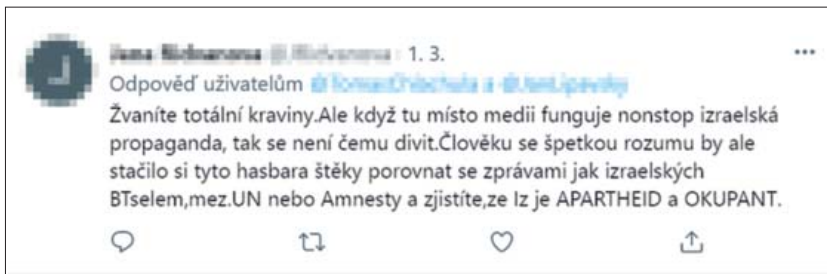 J
1. 3.
Odpověď uživatelům
Žvaníte totální kraviny.Ale když tu místo medii funguje nonstop izraelská
propaganda, tak se není čemu divit.Člověku se špetkou rozumu by ale
stačilo si tyto hasbara štěky porovnat se zprávami jak izraelských
BTselem,mez.UN nebo Amnesty a zjistíte,ze Iz je APARTHEID a OKUPANT.